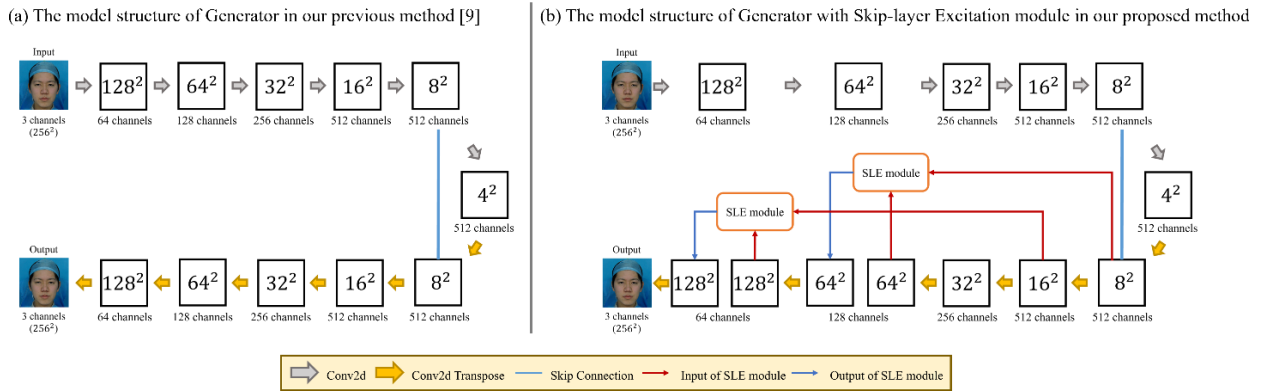 (a) The model structure of Generator in our previous method [9]
Input
128² 64² 32² 16² 8²
3 channels 64 channels 128 channels 256 channels 512 channels 512 channels
(256²)
4²
512 channels
Output
128² 64² 32² 16² 8²
3 channels 64 channels 128 channels 256 channels 512 channels 512 channels
(256²)
(b) The model structure of Generator with Skip-layer Excitation module in our proposed method
Input
128² 64² 32² 16² 8²
3 channels 64 channels 128 channels 256 channels 512 channels 512 channels
(256²)
SLE module
4²
SLE module
512 channels
Output
128² 128² 64² 64² 32² 16² 8²
3 channels 64 channels 128 channels 256 channels 512 channels 512 channels
(256²)
Conv2d Conv2d Transpose Skip Connection Input of SLE module Output of SLE module